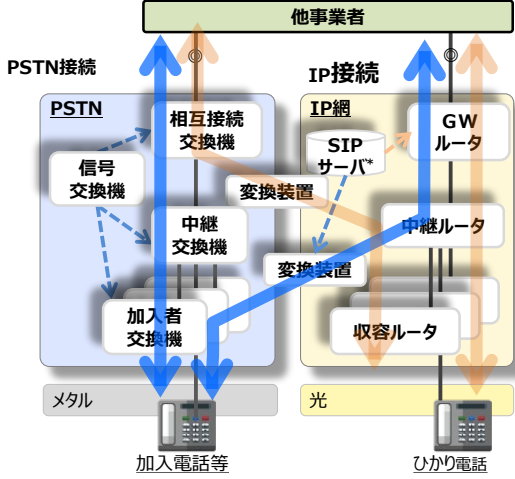 他事業者
PSTN接続
IP接続
PSTN
IP網
相互接続
交換機
GW
ルータ
SIP
サーバ*
信号
交換機
変換装置
中継
交換機
中継ルータ
変換装置
加入者
交換機
収容ルータ
メタル
光
加入電話等
ひかり電話